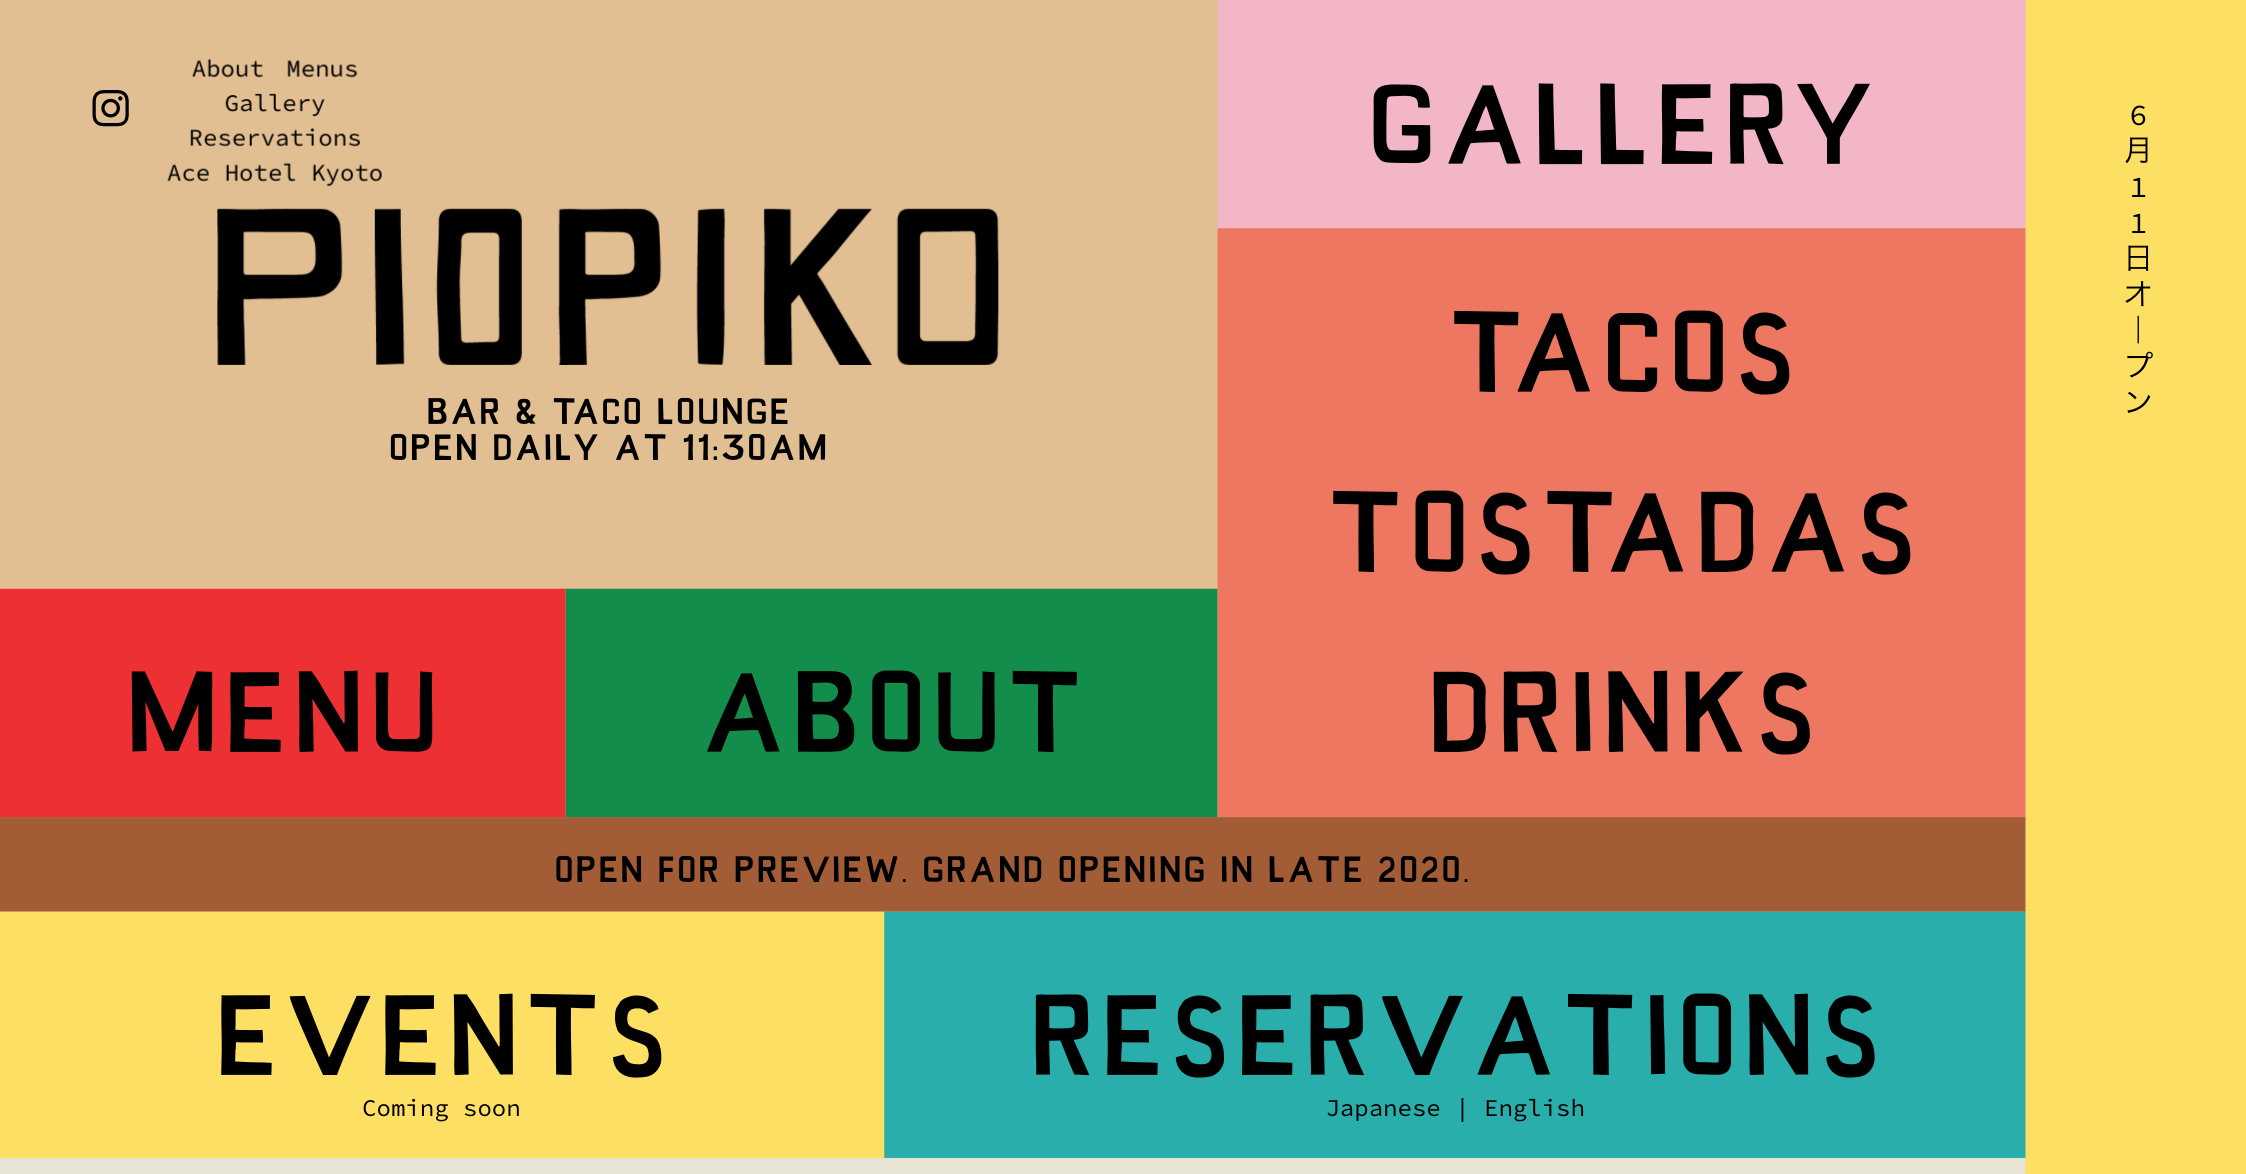 About Menus
Gallery
Reservations
Ace Hotel Kyoto
PIOPIKO
BAR & TACO LOUNGE
OPEN DAILY AT 11:30AM
GALLERY
TACOS
TOSTADAS
DRINKS
MENU
ABOUT
OPEN FOR PREVIEW. GRAND OPENING IN LATE 2020.
EVENTS
Coming soon
RESERVATIONS
Japanese | English
6月11日オープン